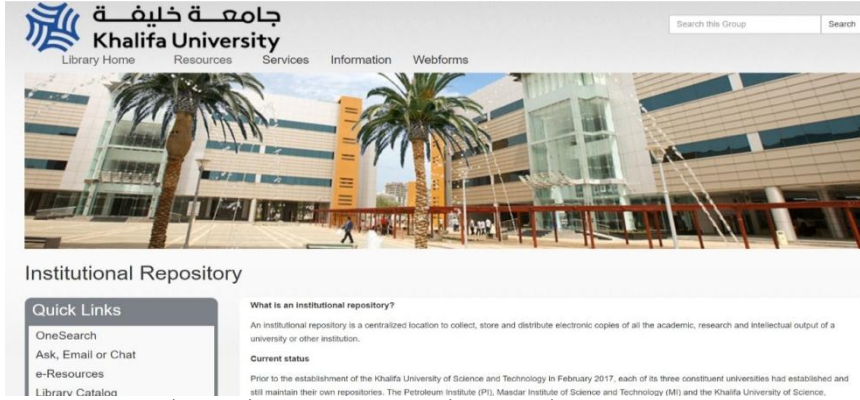 جامعــة خليفــة
Khalifa University
Search this Group
Search
Library Home Resources Services Information Webforms
Institutional Repository
Quick Links
OneSearch
Ask, Email or Chat
e-Resources
Library Catalog
What is an institutional repository?
An institutional repository is a centralized location to collect, store and distribute electronic copies of all the academic, research and intellectual output of a
university or other institution.
Current status
Prior to the establishment of the Khalifa University of Science and Technology in February 2017, each of its three constituent universities had established and
still maintain their own repositories. The Petroleum Institute (PI), Masdar Institute of Science and Technology (MI) and the Khalifa University of Science,